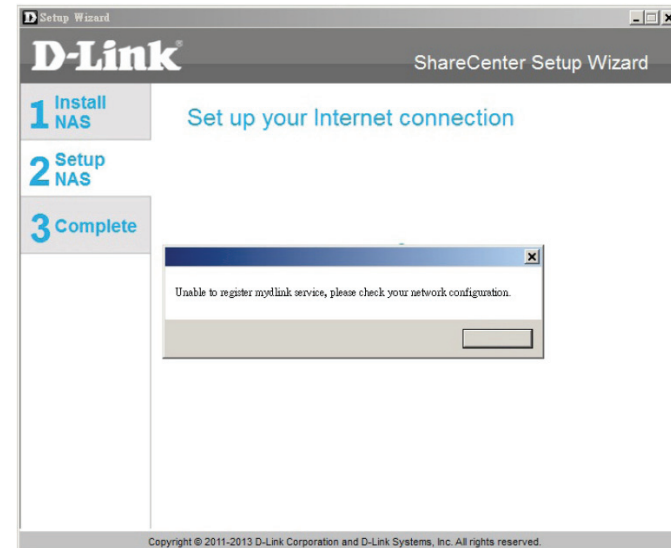 Setup Wizard
D-Link®
ShareCenter Setup Wizard
1 Install
NAS
2 Setup
NAS
3 Complete
Set up your Internet connection
Unable to register mydlink service, please check your network configuration.
Copyright © 2011-2013 D-Link Corporation and D-Link Systems, Inc. All rights reserved.